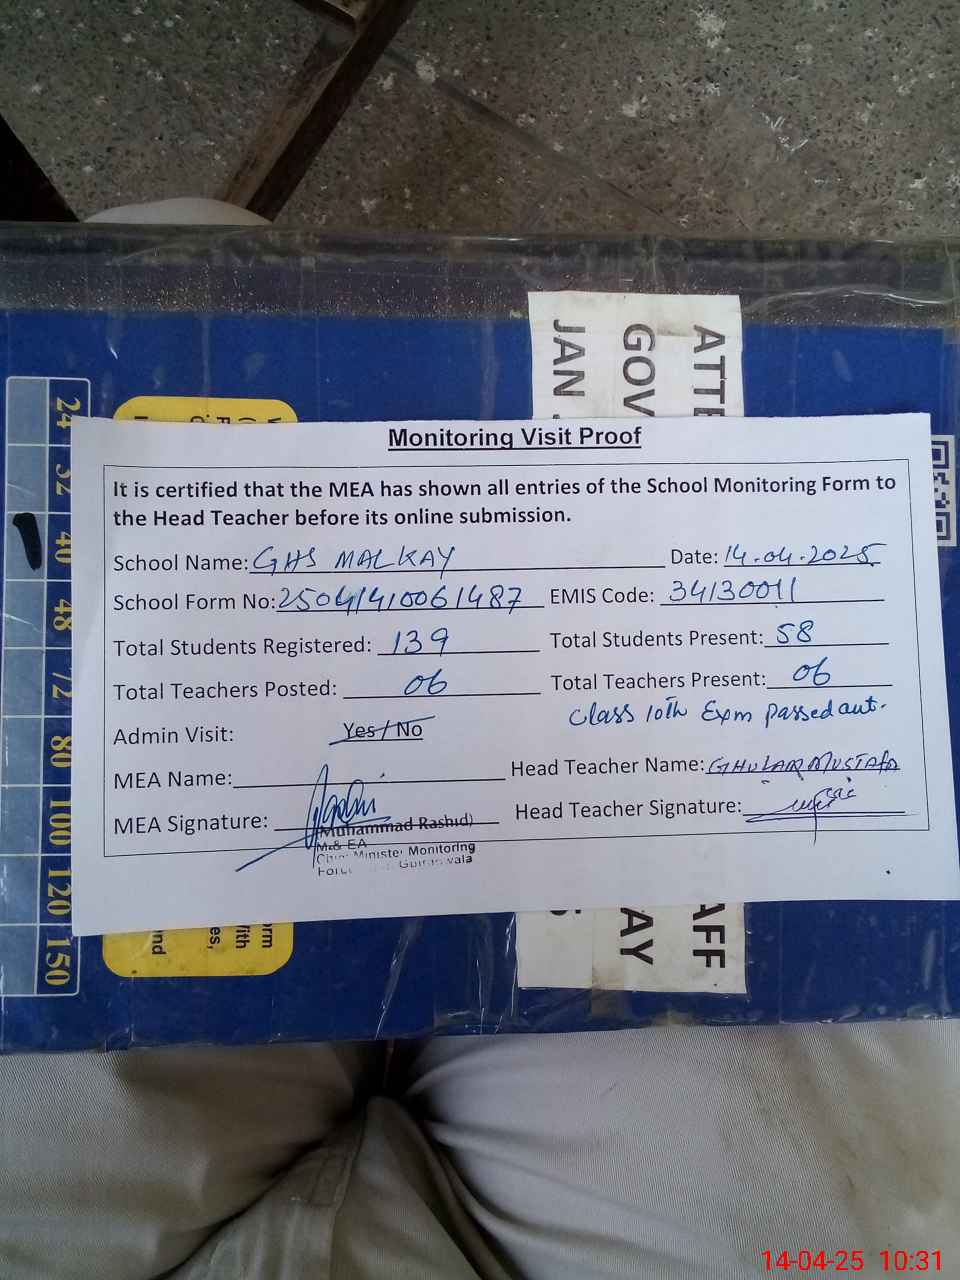 ATTE
GOV
JAN
24
32
40
48
72
80
100
120
150
Monitoring Visit Proof
It is certified that the MEA has shown all entries of the School Monitoring Form to
the Head Teacher before its online submission.
School Name: GHS MALKAY Date: 14.04.2025
School Form No: 25041410061487 EMIS Code: 34130011
Total Students Registered: 139 Total Students Present: 58
Total Teachers Posted: 06 Total Teachers Present: 06
Class 10th Exm passed out.
Admin Visit: Yes / No
MEA Name: Head Teacher Name: GHULAM MUSTAFA
MEA Signature: Head Teacher Signature:
(Muhammad Rashid)
M & EA
Chief Minister Monitoring
AFF
AY
14-04-25 10:31